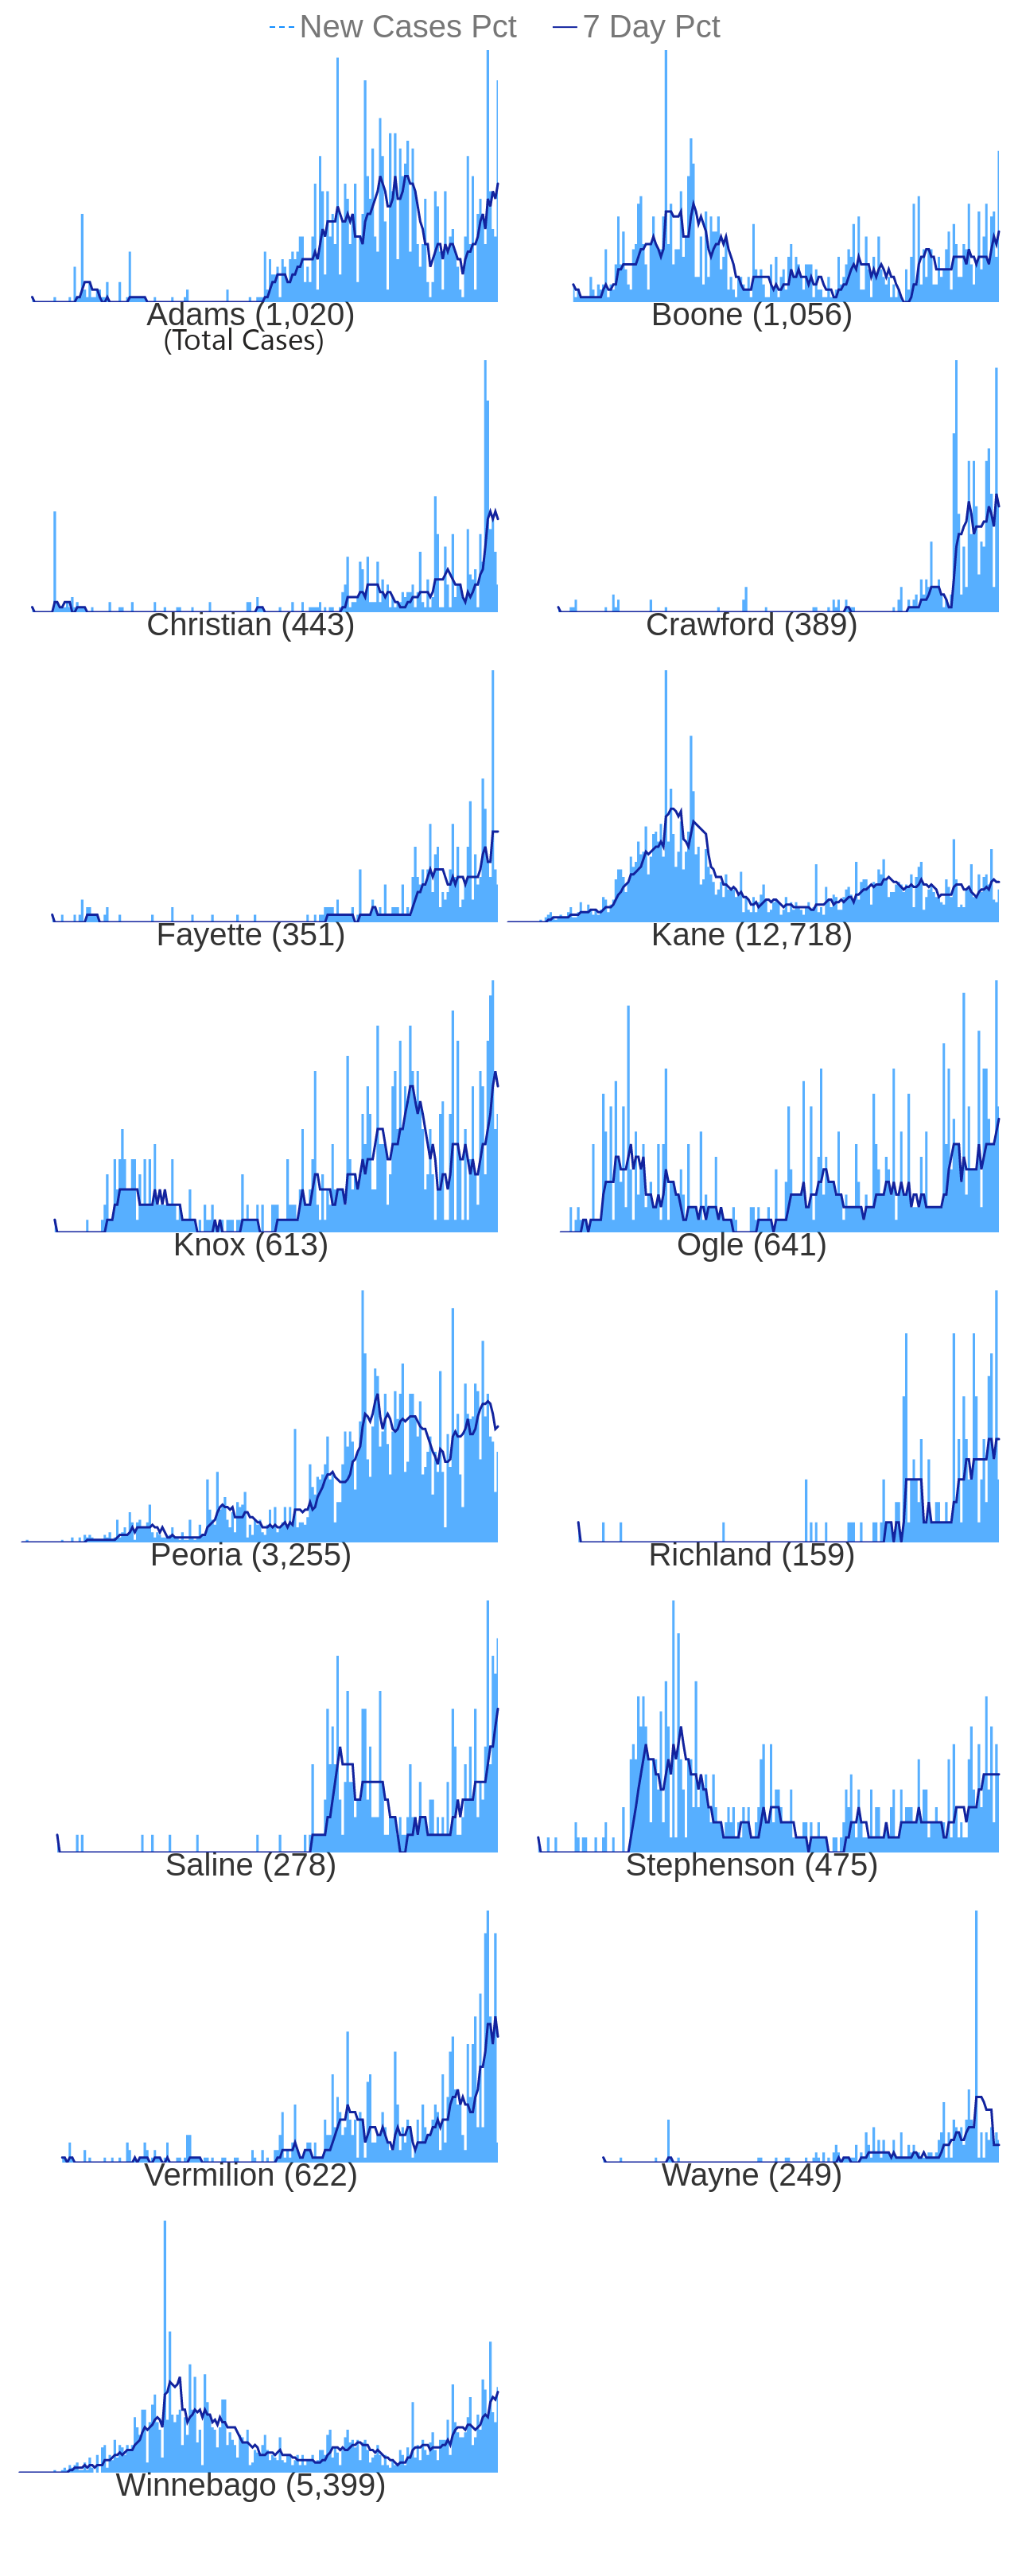 New Cases Pct 7 Day Pct
Adams (1,020) Boone (1,056)
(Total Cases)
Christian (443) Crawford (389)
Fayette (351) Kane (12,718)
Knox (613) Ogle (641)
Peoria (3,255) Richland (159)
Saline (278) Stephenson (475)
Vermilion (622) Wayne (249)
Winnebago (5,399)